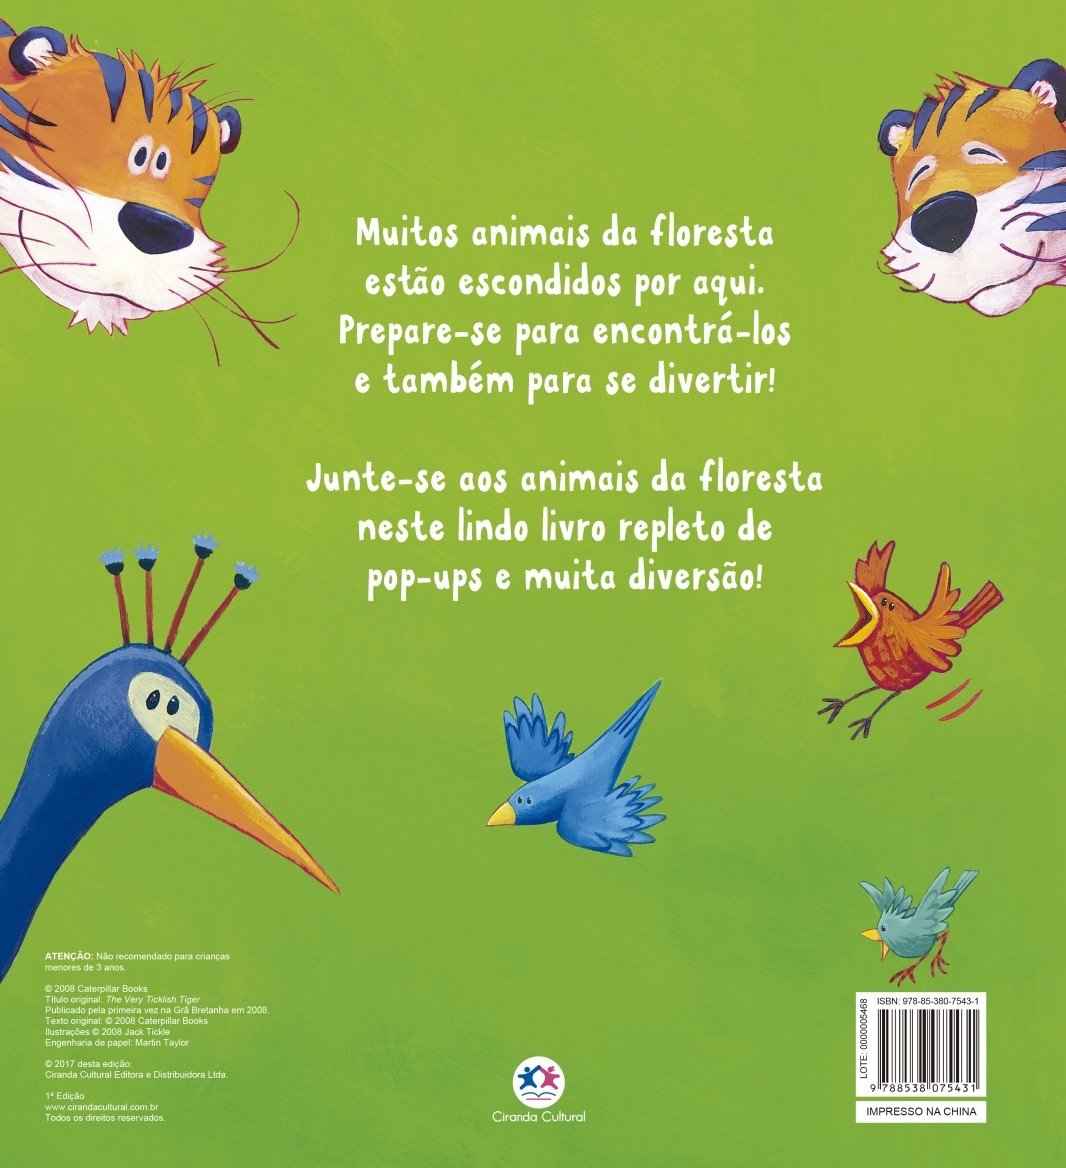 Muitos animais da floresta
estão escondidos por aqui.
Prepare-se para encontrá-los
e também para se divertir!
Junte-se aos animais da floresta
neste lindo livro repleto de
pop-ups e muita diversão!
ATENÇÃO: Não recomendado para crianças
menores de 3 anos.
© 2008 Caterpillar Books
Título original: The Very Ticklish Tiger
Publicado pela primeira vez na Grã Bretanha em 2008.
Texto original: © 2008 Caterpillar Books
Ilustrações © 2008 Jack Tickle
Engenharia de papel: Martin Taylor
© 2017 desta edição:
Ciranda Cultural Editora e Distribuidora Ltda.
1ª Edição
www.cirandacultural.com.br
Todos os direitos reservados.
Ciranda Cultural
LOTE: 0000005468
ISBN: 978-85-380-7543-1
9 788538 075431
IMPRESSO NA CHINA